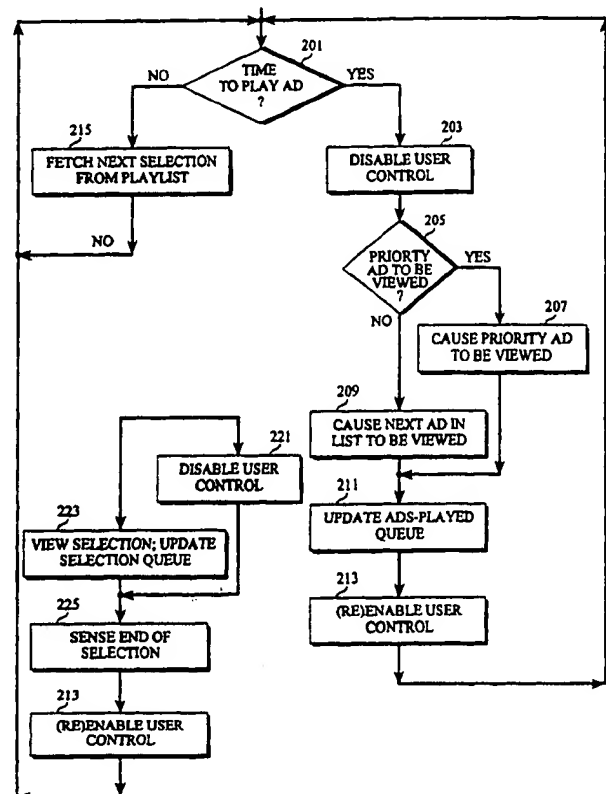 201
TIME
TO PLAY AD
?
NO
YES
215
FETCH NEXT SELECTION
FROM PLAYLIST
NO
203
DISABLE USER
CONTROL
205
PRIORTY
AD TO BE
VIEWED
?
YES
NO
207
CAUSE PRIORITY AD
TO BE VIEWED
209
CAUSE NEXT AD IN
LIST TO BE VIEWED
221
DISABLE USER
CONTROL
211
UPDATE ADS-PLAYED
QUEUE
223
VIEW SELECTION; UPDATE
SELECTION QUEUE
225
SENSE END OF
SELECTION
213
(RE)ENABLE USER
CONTROL
213
(RE)ENABLE USER
CONTROL